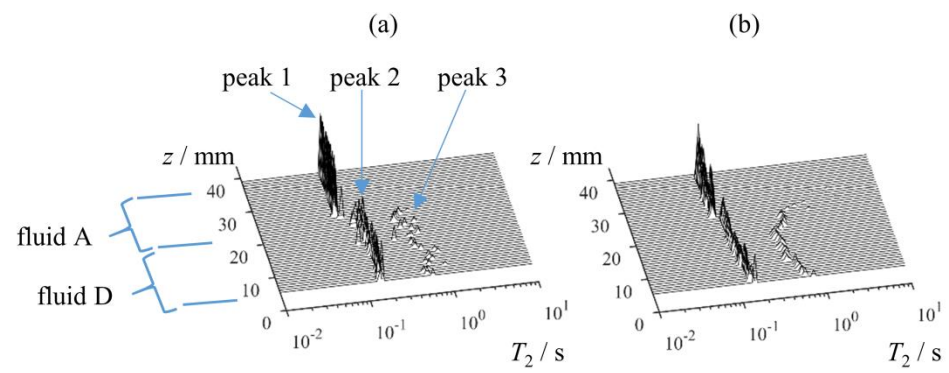 (a) (b)
peak 1 peak 2 peak 3
z / mm z / mm
40 40
30 30
fluid A
20 20
fluid D
10 10
0 10⁻² 10⁻¹ 10⁰ 10¹ 0 10⁻² 10⁻¹ 10⁰ 10¹
T₂ / s T₂ / s